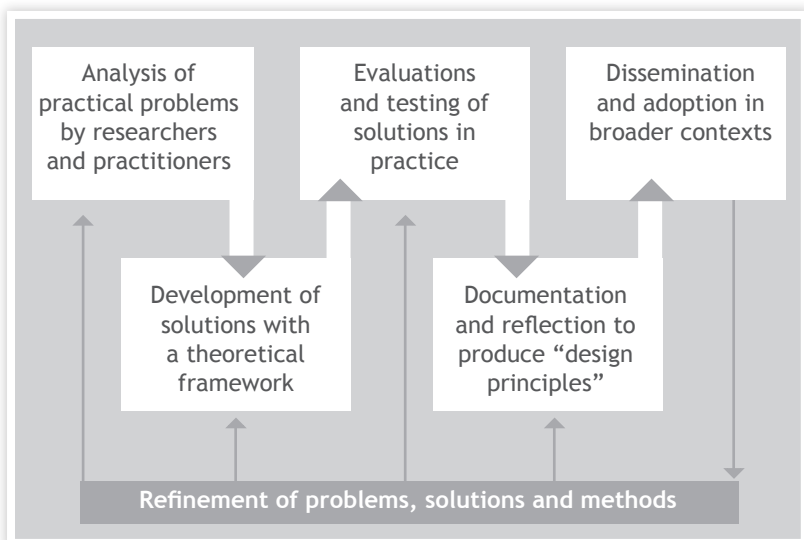 Analysis of
practical problems
by researchers
and practitioners
Development of
solutions with
a theoretical
framework
Evaluations
and testing of
solutions in
practice
Documentation
and reflection to
produce “design
principles”
Dissemination
and adoption in
broader contexts
Refinement of problems, solutions and methods